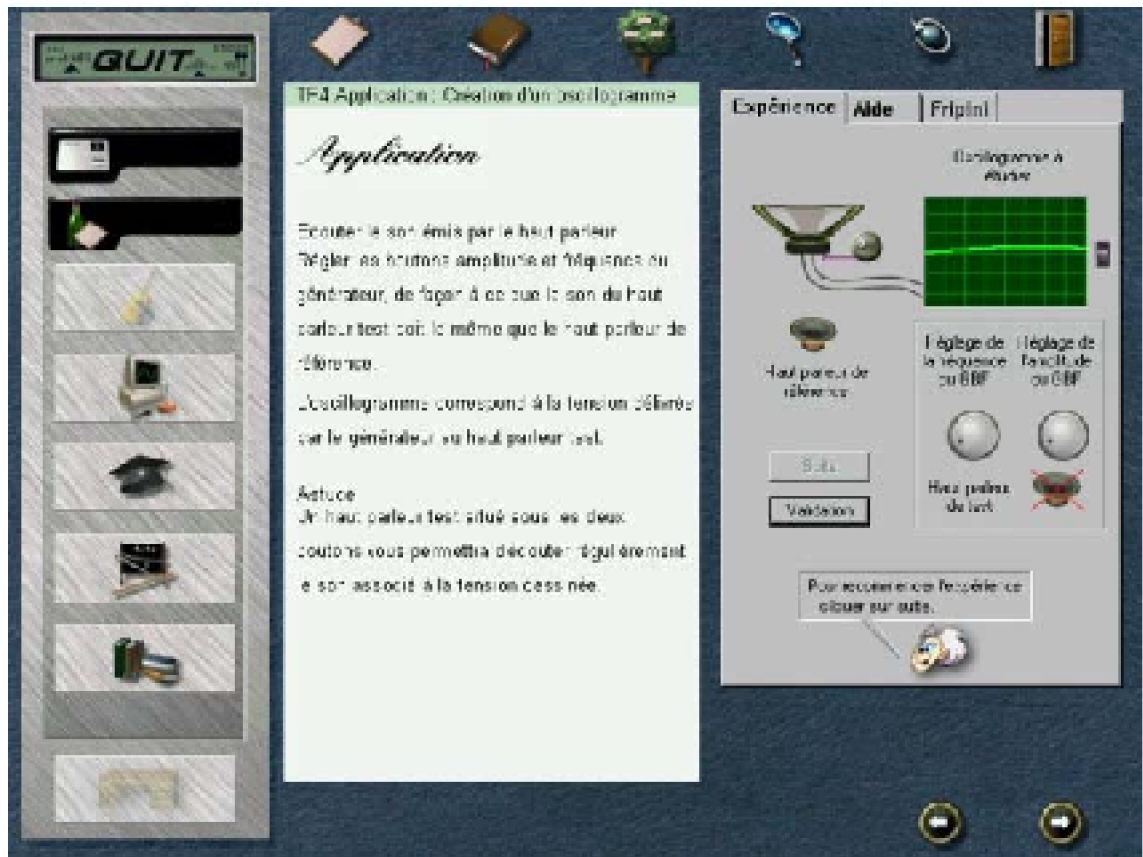 QUIT
TE4 Application : Création d'un oscillogramme
Application
Ecouter le son émis par le haut parleur
Régler les boutons amplitude et fréquence du
générateur, de façon à ce que le son du haut
parleur test soit le même que le haut parleur de
référence.
L'oscillogramme correspond à la tension délivrée
par le générateur au haut parleur test.
Astuce
Un haut parleur test situé sous les deux
boutons vous permettra d'écouter régulièrement
le son associé à la tension dessinée.
Expérience
Aide
Fripini
Oscillogramme à
étudier
Haut parleur de
référence
Réglage de
la fréquence
du GBF
Réglage de
l'amplitude
du GBF
Haut parleur
de test
Suite
Validation
Pour recommencer l'expérience
cliquer sur suite.